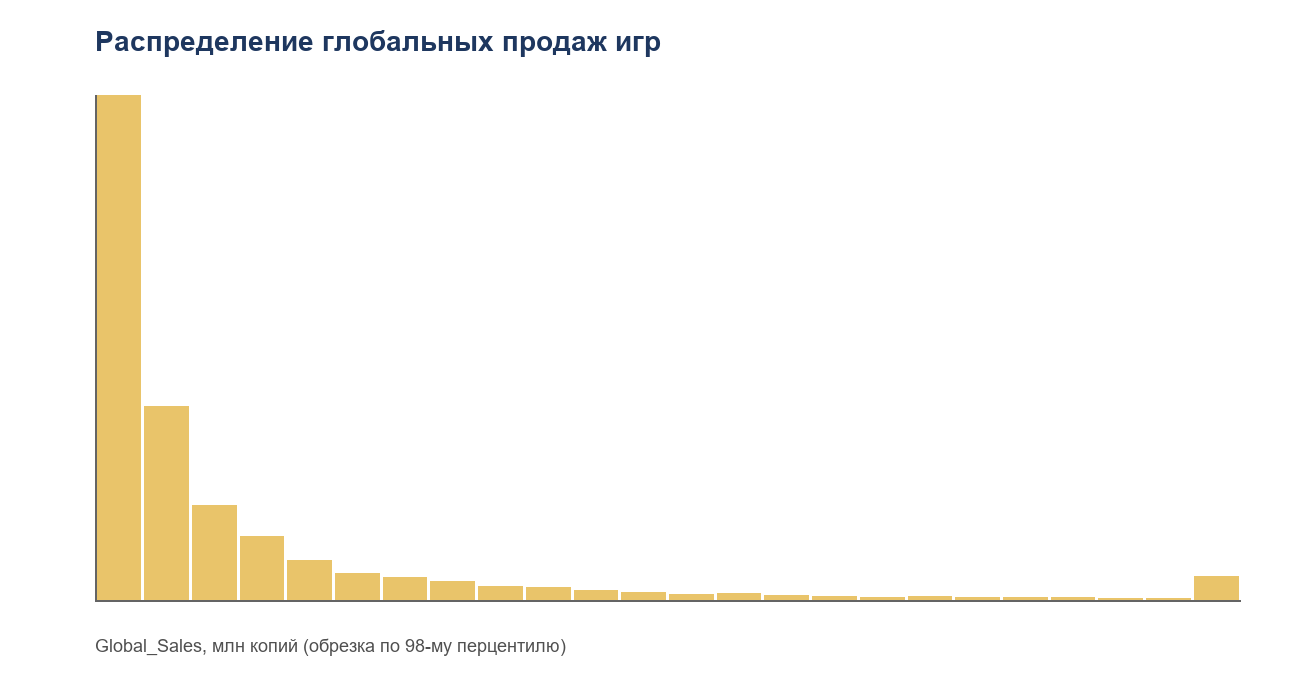 Распределение глобальных продаж игр
Global_Sales, млн копий (обрезка по 98-му перцентилю)